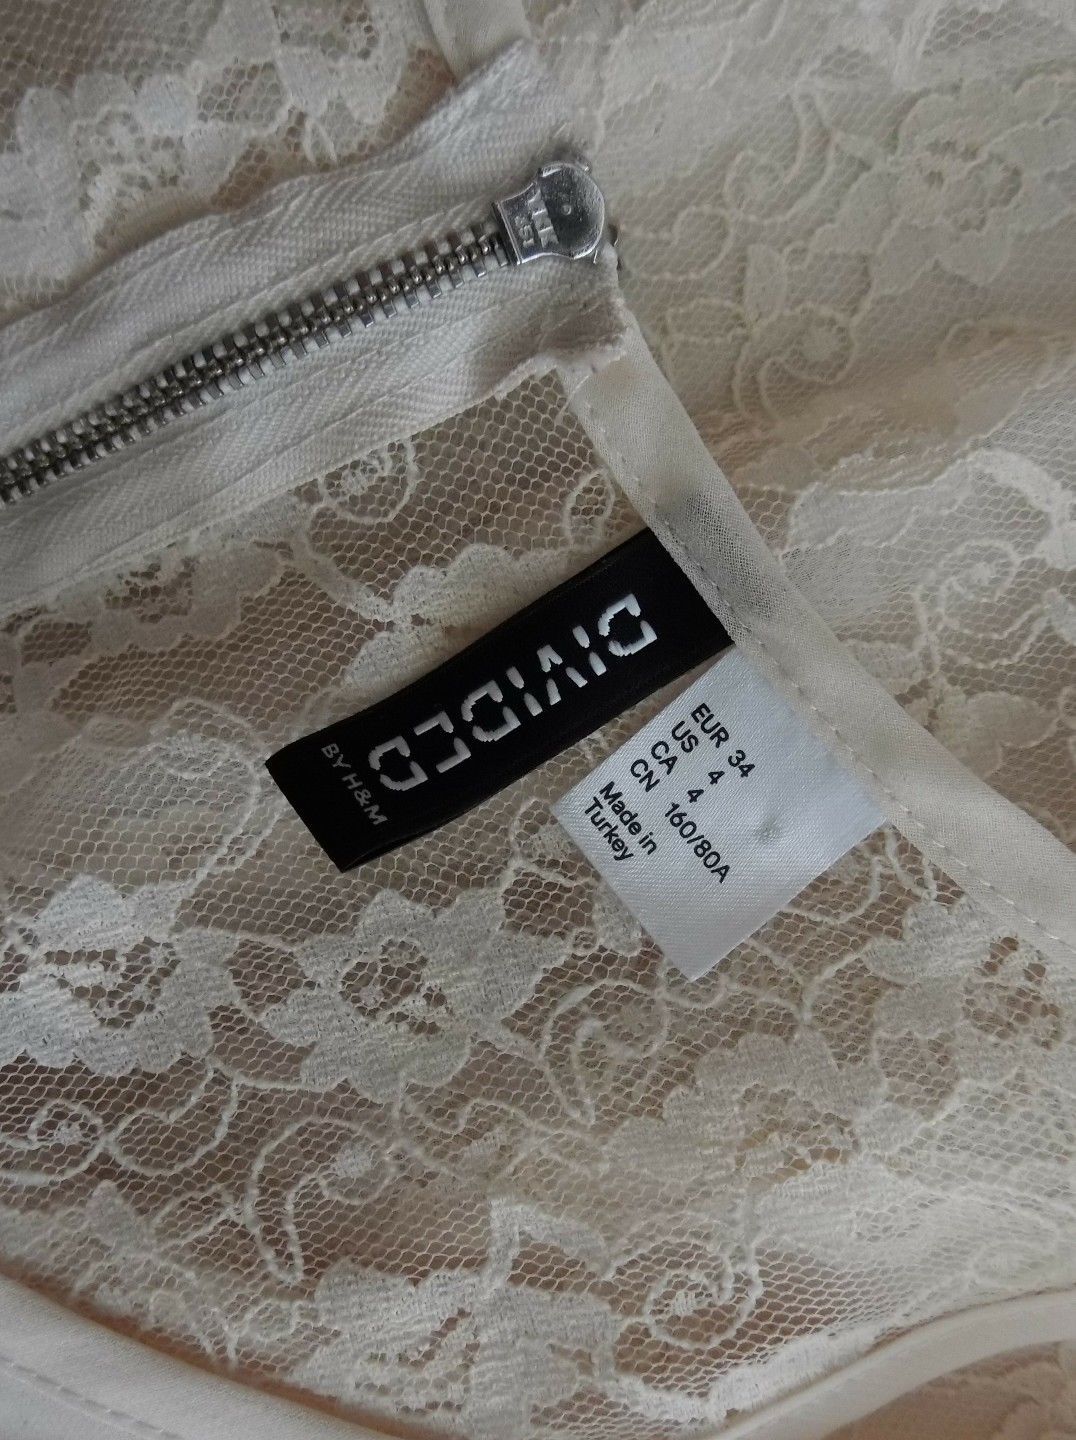 DIVIDED
BY H&M
EUR 34
US 4
CA 4
CN 160/80A
Made in
Turkey